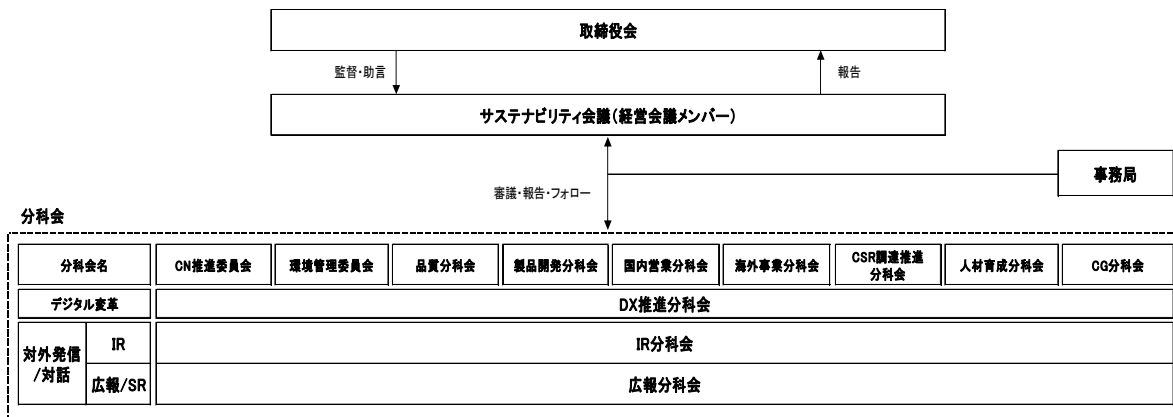 取締役会
監督・助言
報告
サステナビリティ会議（経営会議メンバー）
事務局
審議・報告・フォロー
分科会
分科会名
CN推進委員会
環境管理委員会
品質分科会
製品開発分科会
国内営業分科会
海外事業分科会
CSR調達推進
分科会
人材育成分科会
CG分科会
デジタル変革
DX推進分科会
対外発信
/対話
IR
IR分科会
広報/SR
広報分科会